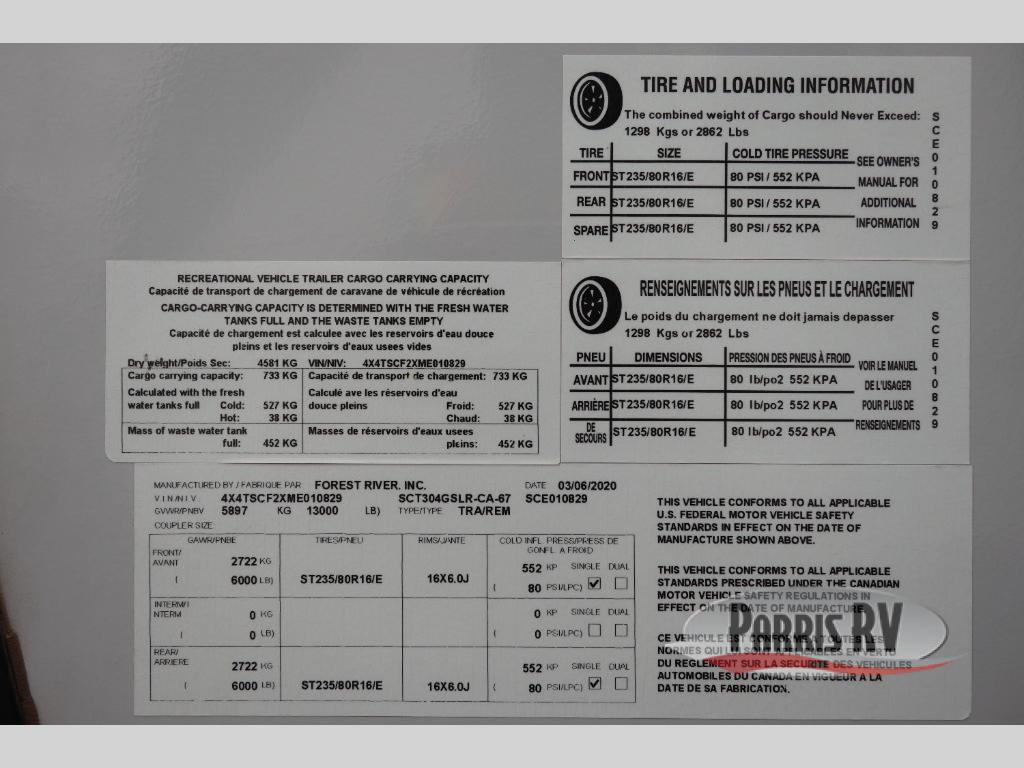 TIRE AND LOADING INFORMATION
The combined weight of Cargo should Never Exceed:
1298 Kgs or 2862 Lbs
TIRE SIZE COLD TIRE PRESSURE SEE OWNER'S
FRONT ST235/80R16/E 80 PSI / 552 KPA MANUAL FOR
REAR ST235/80R16/E 80 PSI / 552 KPA ADDITIONAL
SPARE ST235/80R16/E 80 PSI / 552 KPA INFORMATION
SCE010829
RENSEIGNEMENTS SUR LES PNEUS ET LE CHARGEMENT
Le poids du chargement ne doit jamais depasser
1298 Kgs or 2862 Lbs
PNEU DIMENSIONS PRESSION DES PNEUS À FROID VOIR LE MANUEL
AVANT ST235/80R16/E 80 lb/po2 552 KPA DE L'USAGER
ARRIÈRE ST235/80R16/E 80 lb/po2 552 KPA POUR PLUS DE
DE SECOURS ST235/80R16/E 80 lb/po2 552 KPA RENSEIGNEMENTS
SCE010829
RECREATIONAL VEHICLE TRAILER CARGO CARRYING CAPACITY
Capacité de transport de chargement de caravane de véhicule de récréation
CARGO-CARRYING CAPACITY IS DETERMINED WITH THE FRESH WATER
TANKS FULL AND THE WASTE TANKS EMPTY
Capacité de chargement est calculee avec les reservoirs d'eau douce
pleins et les reservoirs d'eaux usees vides
Dry weight/Poids Sec: 4581 KG VIN/NIV: 4X4TSCF2XME010829
Cargo carrying capacity: 733 KG Capacité de transport de chargement: 733 KG
Calculated with the fresh Calculé ave les réservoirs d'eau
water tanks full Cold: 527 KG douce pleins Froid: 527 KG
Hot: 38 KG Chaud: 38 KG
Mass of waste water tank Masses de réservoirs d'eaux usees
full: 452 KG pleins: 452 KG
MANUFACTURED BY / FABRIQUE PAR FOREST RIVER, INC. DATE 03/06/2020
V.I.N./N.I.V. 4X4TSCF2XME010829 SCT304GSLR-CA-67 SCE010829
GVWR/PNBV 5897 KG 13000 LB) TYPE/TYPE TRA/REM
COUPLER SIZE
GAWR/PNBE TIRES/PNEU RIMS/JANTE COLD INFL PRESS/PRESS DE
GONFL A FROID
FRONT/
AVANT 2722 KG 552 KP SINGLE DUAL
( 6000 LB) ST235/80R16/E 16X6.0J ( 80 PSI/LPC)
INTERM/I
NTERM 0 KG 0 KP SINGLE DUAL
( 0 LB) ( 0 PSI/LPC)
REAR/
ARRIERE 2722 KG 552 KP SINGLE DUAL
( 6000 LB) ST235/80R16/E 16X6.0J ( 80 PSI/LPC)
THIS VEHICLE CONFORMS TO ALL APPLICABLE
U.S. FEDERAL MOTOR VEHICLE SAFETY
STANDARDS IN EFFECT ON THE DATE OF
MANUFACTURE SHOWN ABOVE.
THIS VEHICLE CONFORMS TO ALL APPLICABLE
STANDARDS PRESCRIBED UNDER THE CANADIAN
MOTOR VEHICLE SAFETY REGULATIONS IN
EFFECT ON THE DATE OF MANUFACTURE
CE VEHICULE EST CONFORME A TOUTES LES
NORMES QUI LUI SONT APPLICABLES EN VERTU
DU REGLEMENT SUR LA SECURITE DES VEHICULES
AUTOMOBILES DU CANADA EN VIGUEUR A LA
DATE DE SA FABRICATION.
PARRIS RV